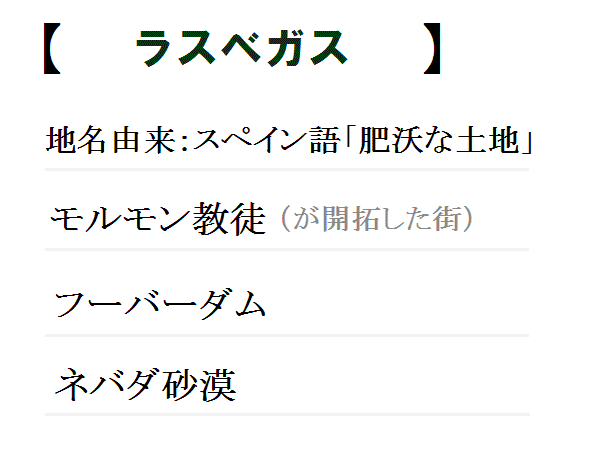 【 ラスベガス 】
地名由来：スペイン語「肥沃な土地」
モルモン教徒（が開拓した街）
フーバーダム
ネバダ砂漠